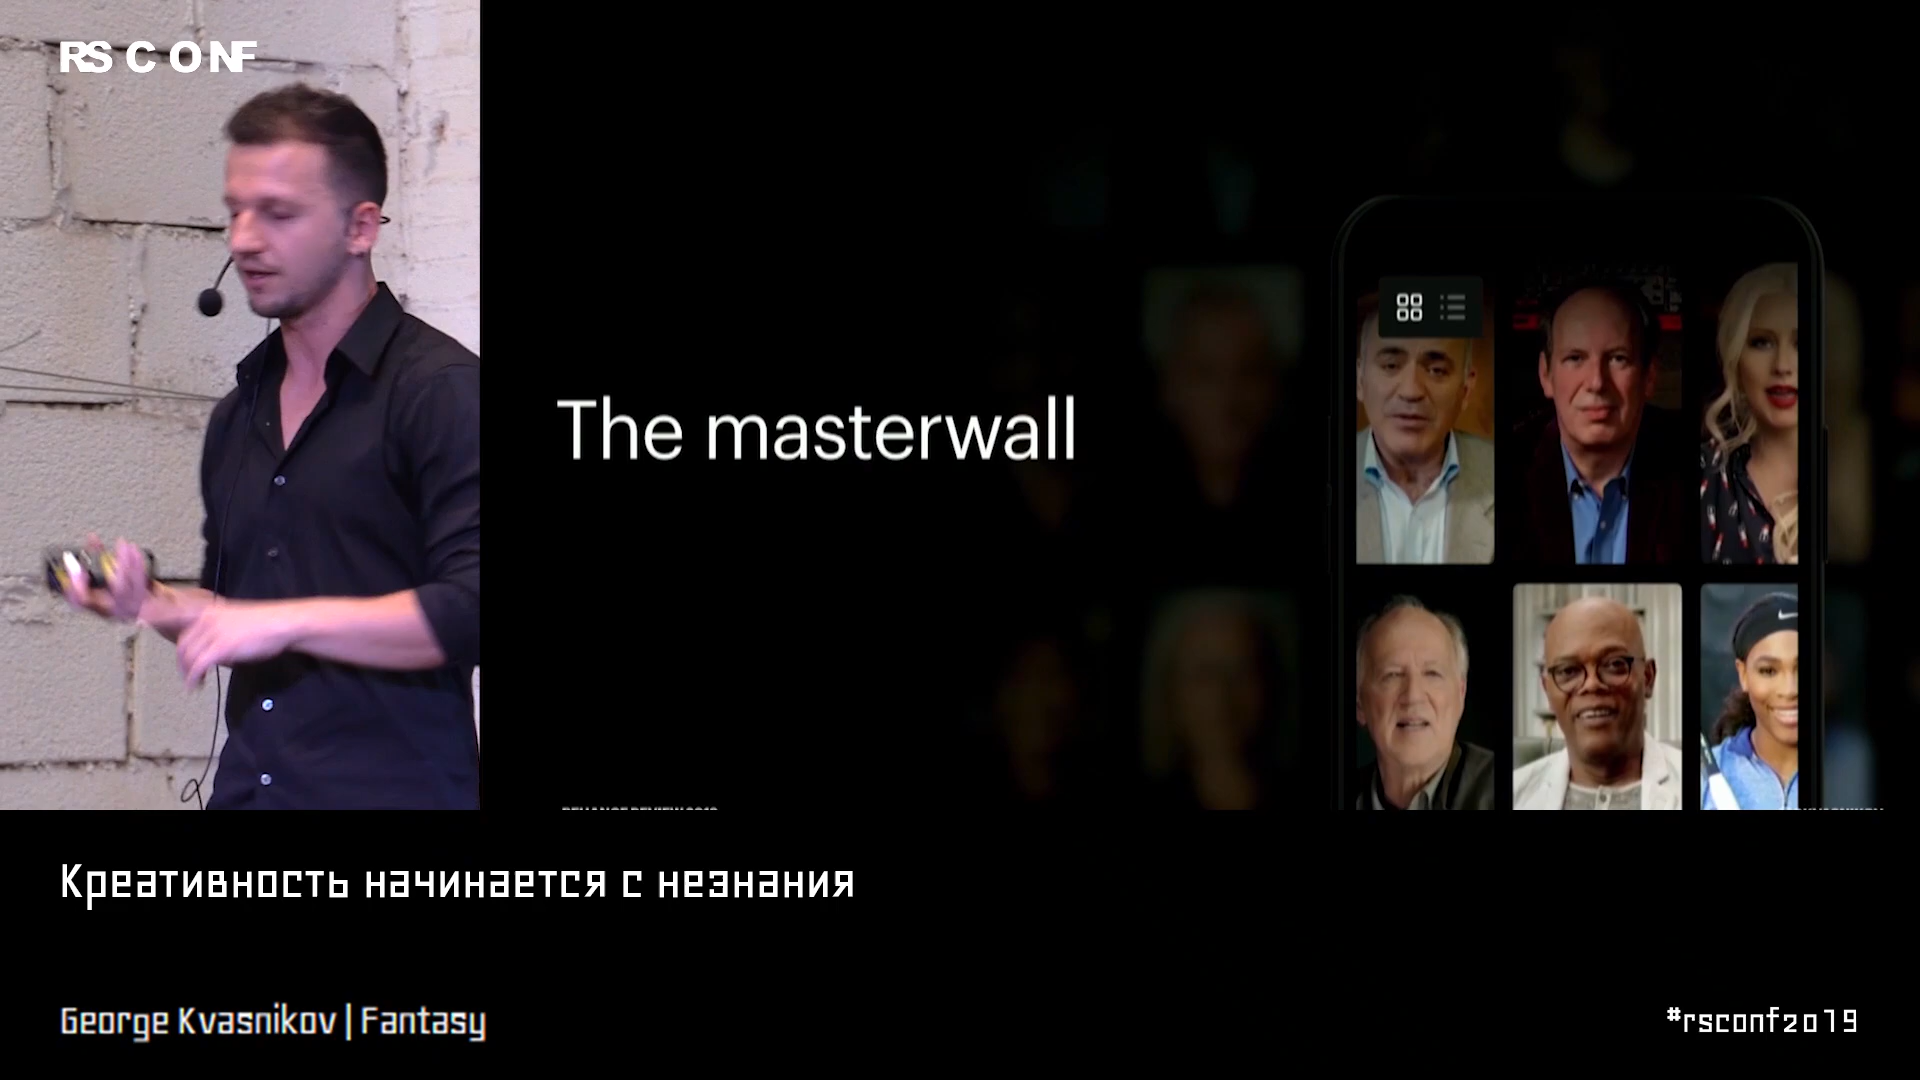 RS CONF
The masterwall
Креативность начинается с незнания
George Kvasnikov | Fantasy
#rsconf2019